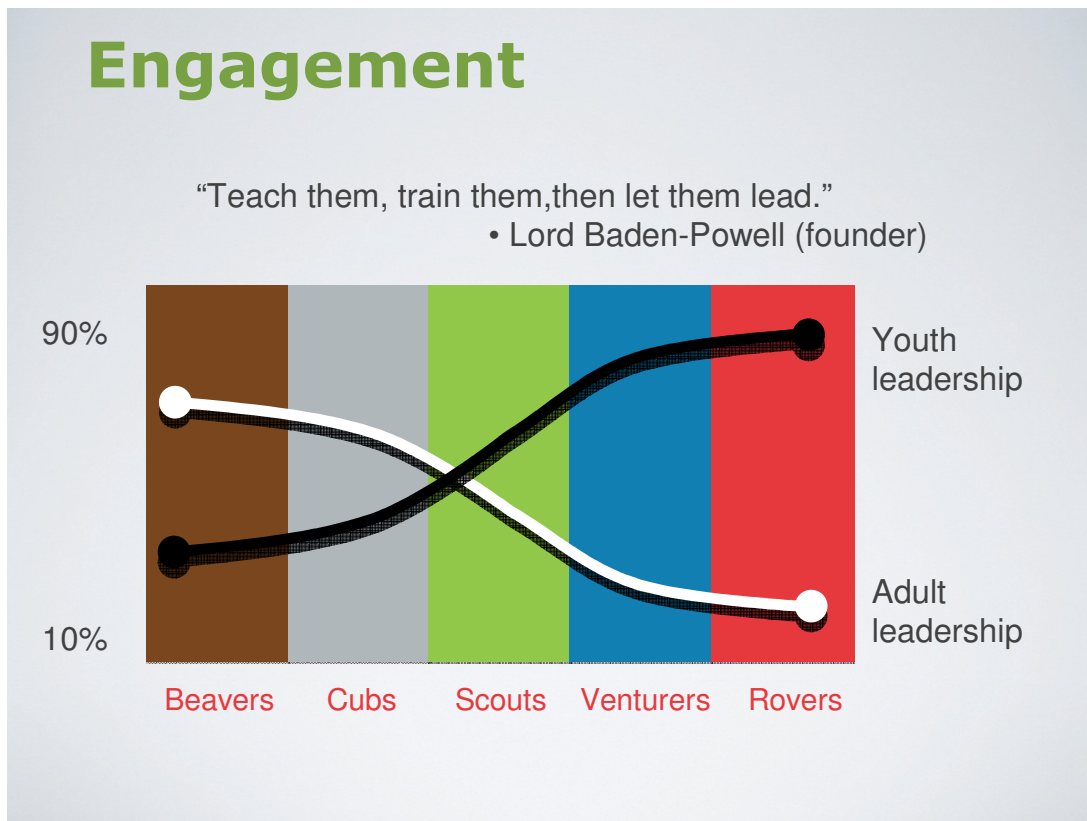 Engagement
“Teach them, train them,then let them lead.”
• Lord Baden-Powell (founder)
90%
Youth
leadership
Adult
leadership
10%
Beavers Cubs Scouts Venturers Rovers